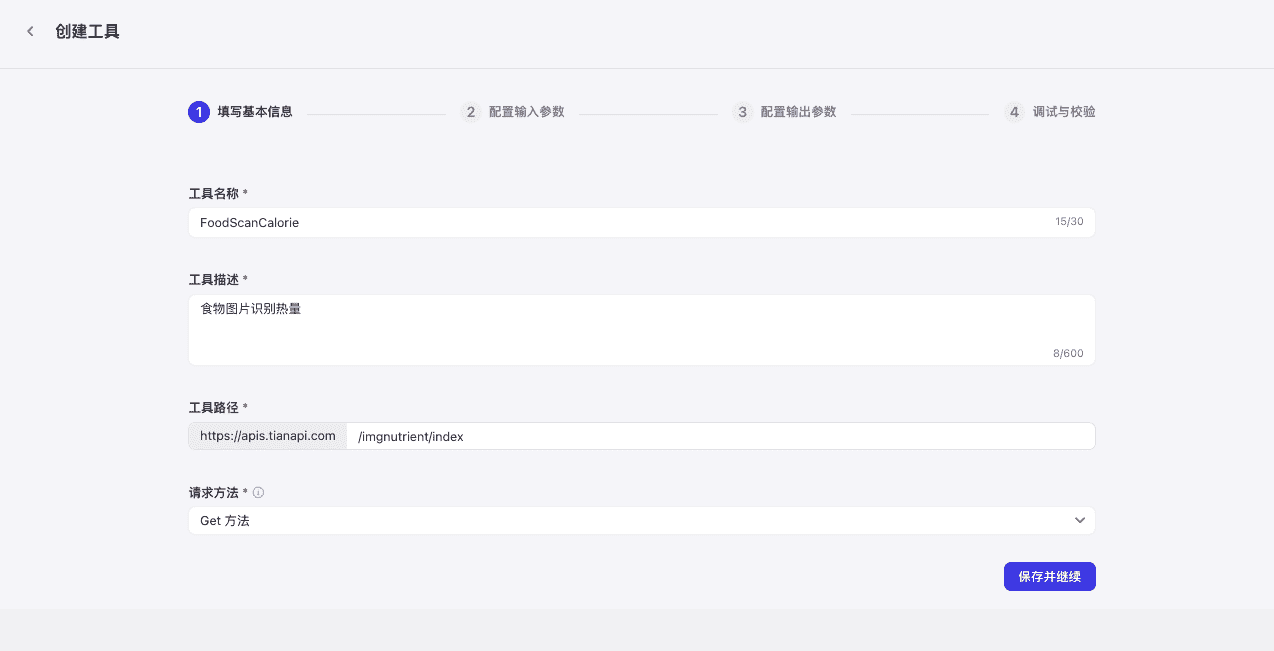 创建工具
1 填写基本信息 2 配置输入参数 3 配置输出参数 4 调试与校验
工具名称 *
FoodScanCalorie 15/30
工具描述 *
食物图片识别热量
8/600
工具路径 *
https://apis.tianapi.com /imgnutrient/index
请求方法 *
Get 方法
保存并继续